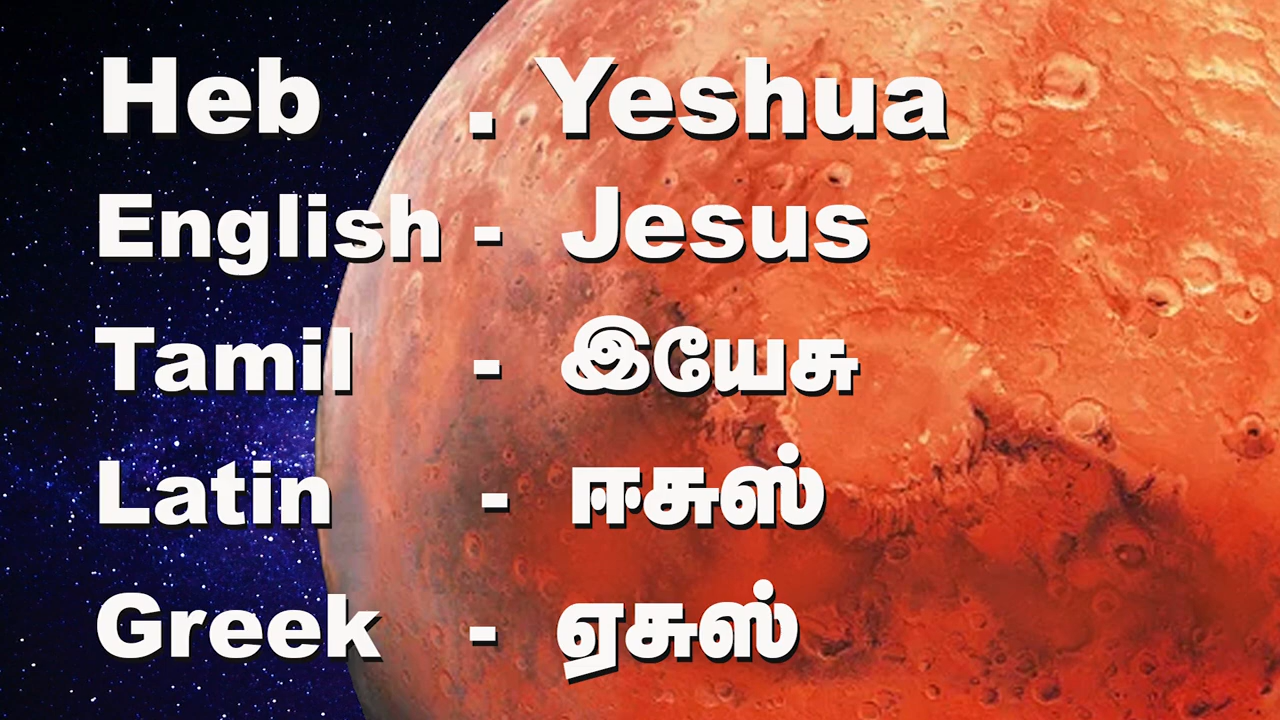 Heb . Yeshua
English - Jesus
Tamil - இயேசு
Latin - ஈசுஸ்
Greek - ஏசுஸ்